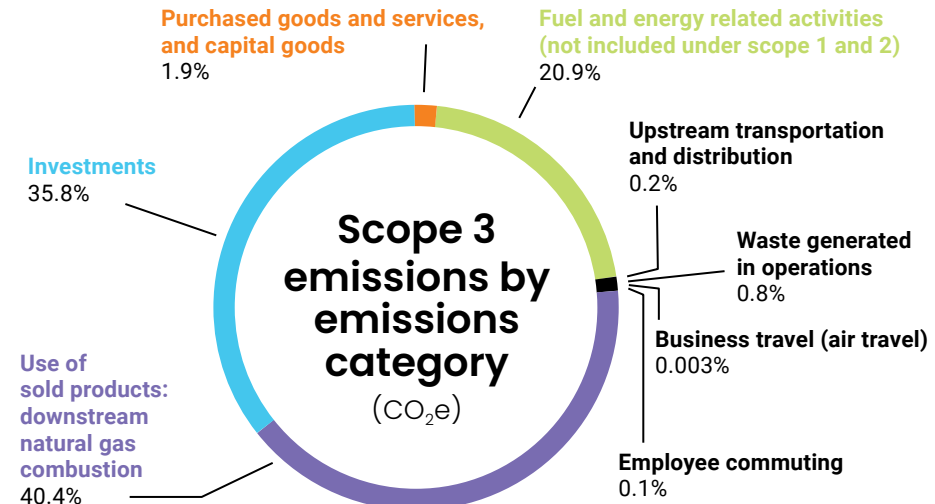 Purchased goods and services,
and capital goods
1.9%
Fuel and energy related activities
(not included under scope 1 and 2)
20.9%
Upstream transportation
and distribution
0.2%
Waste generated
in operations
0.8%
Business travel (air travel)
0.003%
Employee commuting
0.1%
Use of
sold products:
downstream
natural gas
combustion
40.4%
Investments
35.8%
Scope 3
emissions by
emissions
category
(CO₂e)